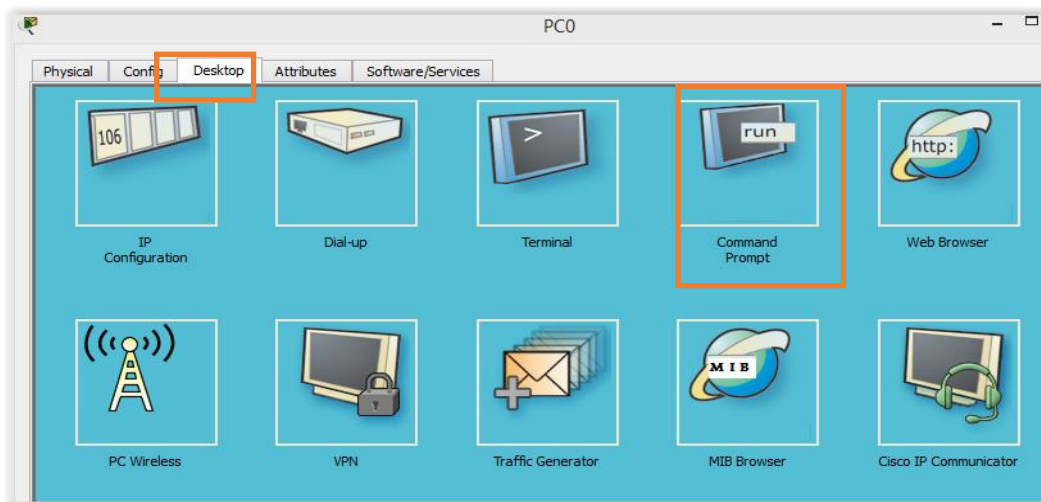 PC0
Physical
Config
Desktop
Attributes
Software/Services
106
>
run
http:
IP
Configuration
Dial-up
Terminal
Command
Prompt
Web Browser
MIB
PC Wireless
VPN
Traffic Generator
MIB Browser
Cisco IP Communicator